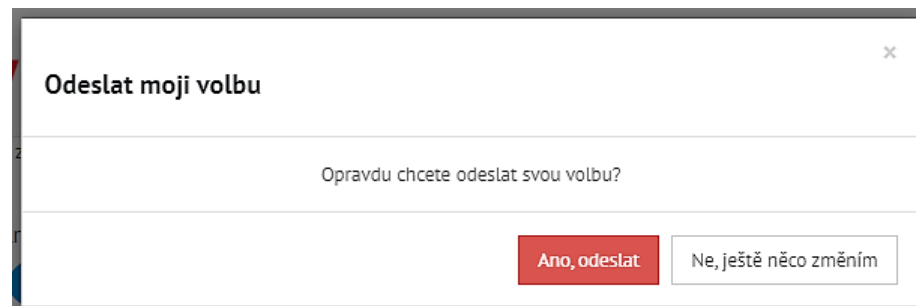 ×
Odeslat moji volbu
Opravdu chcete odeslat svou volbu?
Ano, odeslat
Ne, ještě něco změním